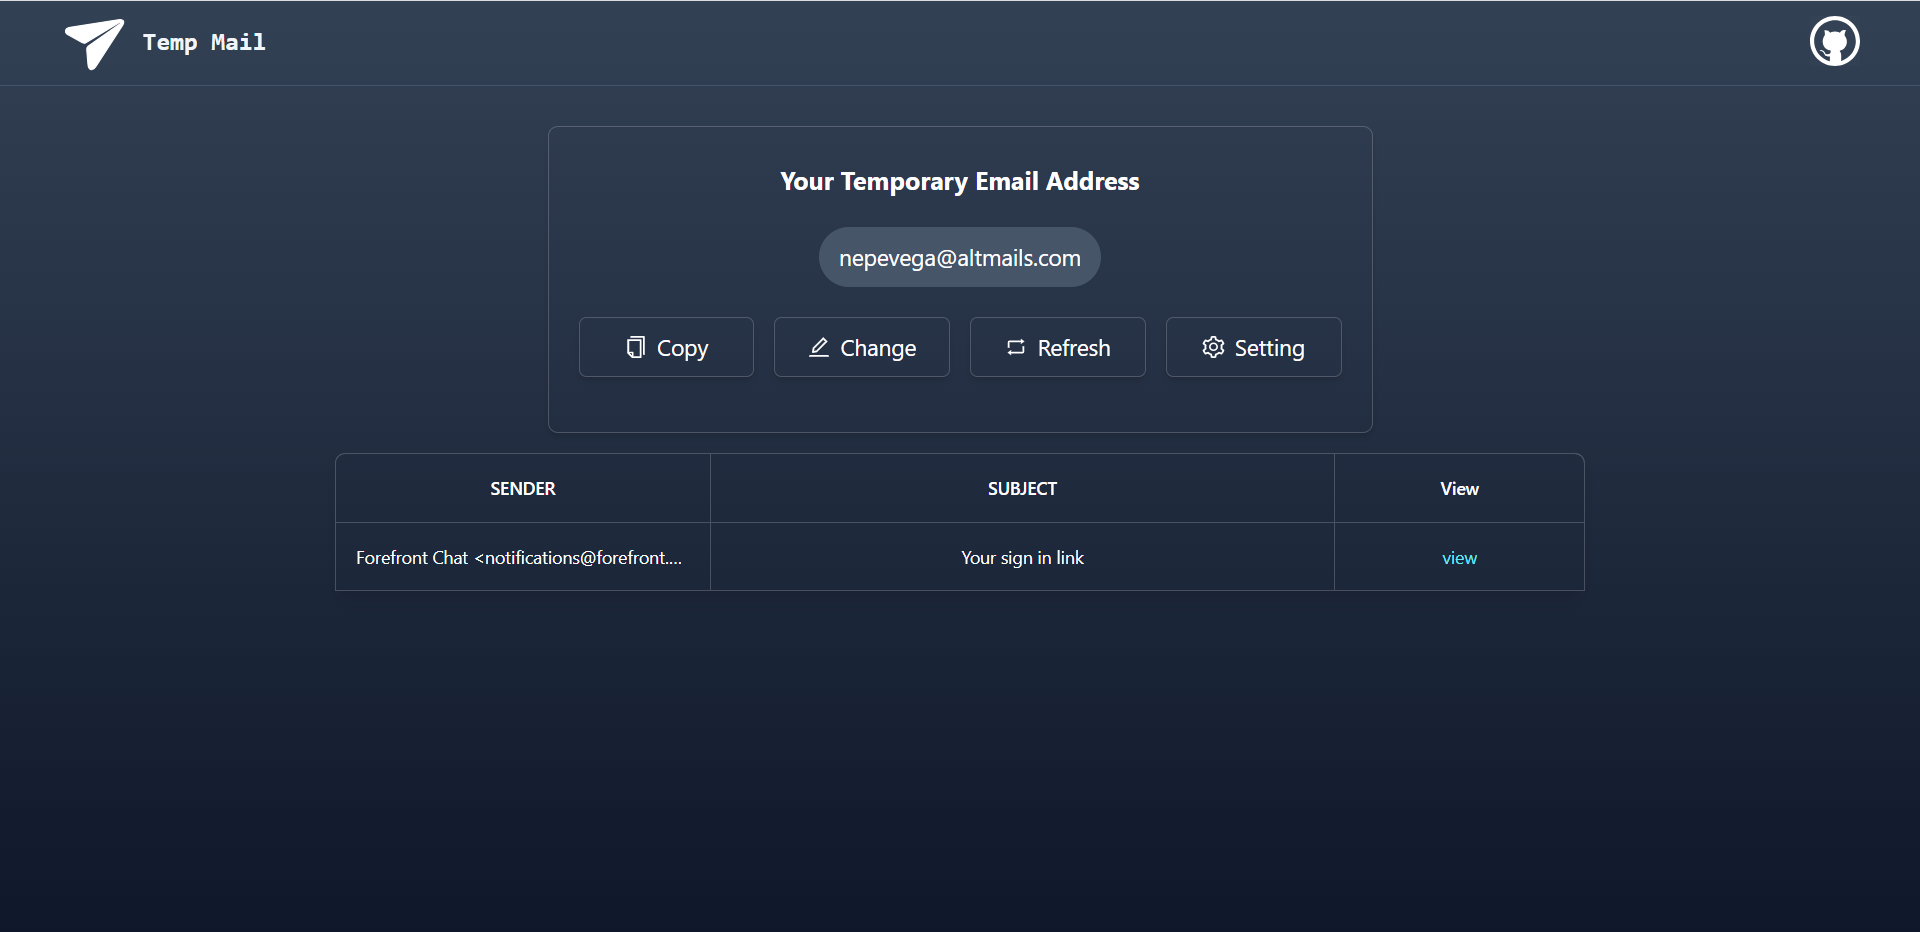 Temp Mail
Your Temporary Email Address
nepevega@altmails.com
Copy
Change
Refresh
Setting
SENDER
SUBJECT
View
Forefront Chat <notifications@forefront....
Your sign in link
view